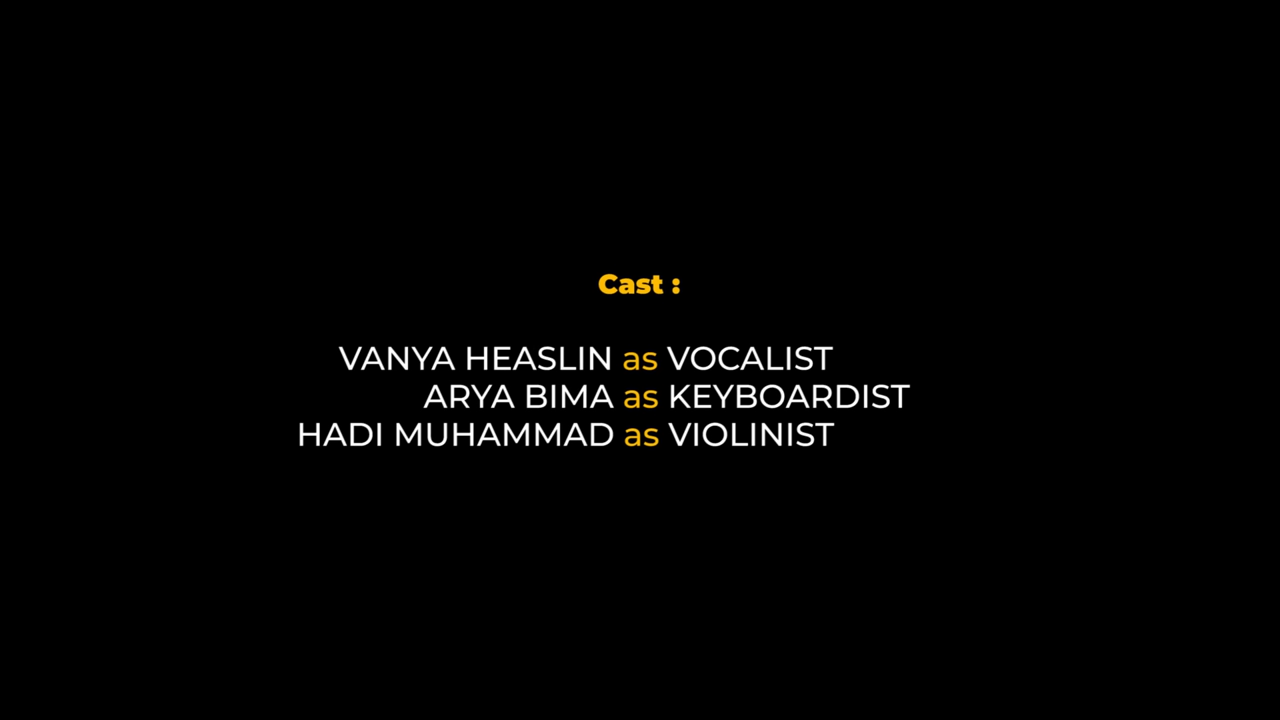 Cast :
VANYA HEASLIN as VOCALIST
ARYA BIMA as KEYBOARDIST
HADI MUHAMMAD as VIOLINIST